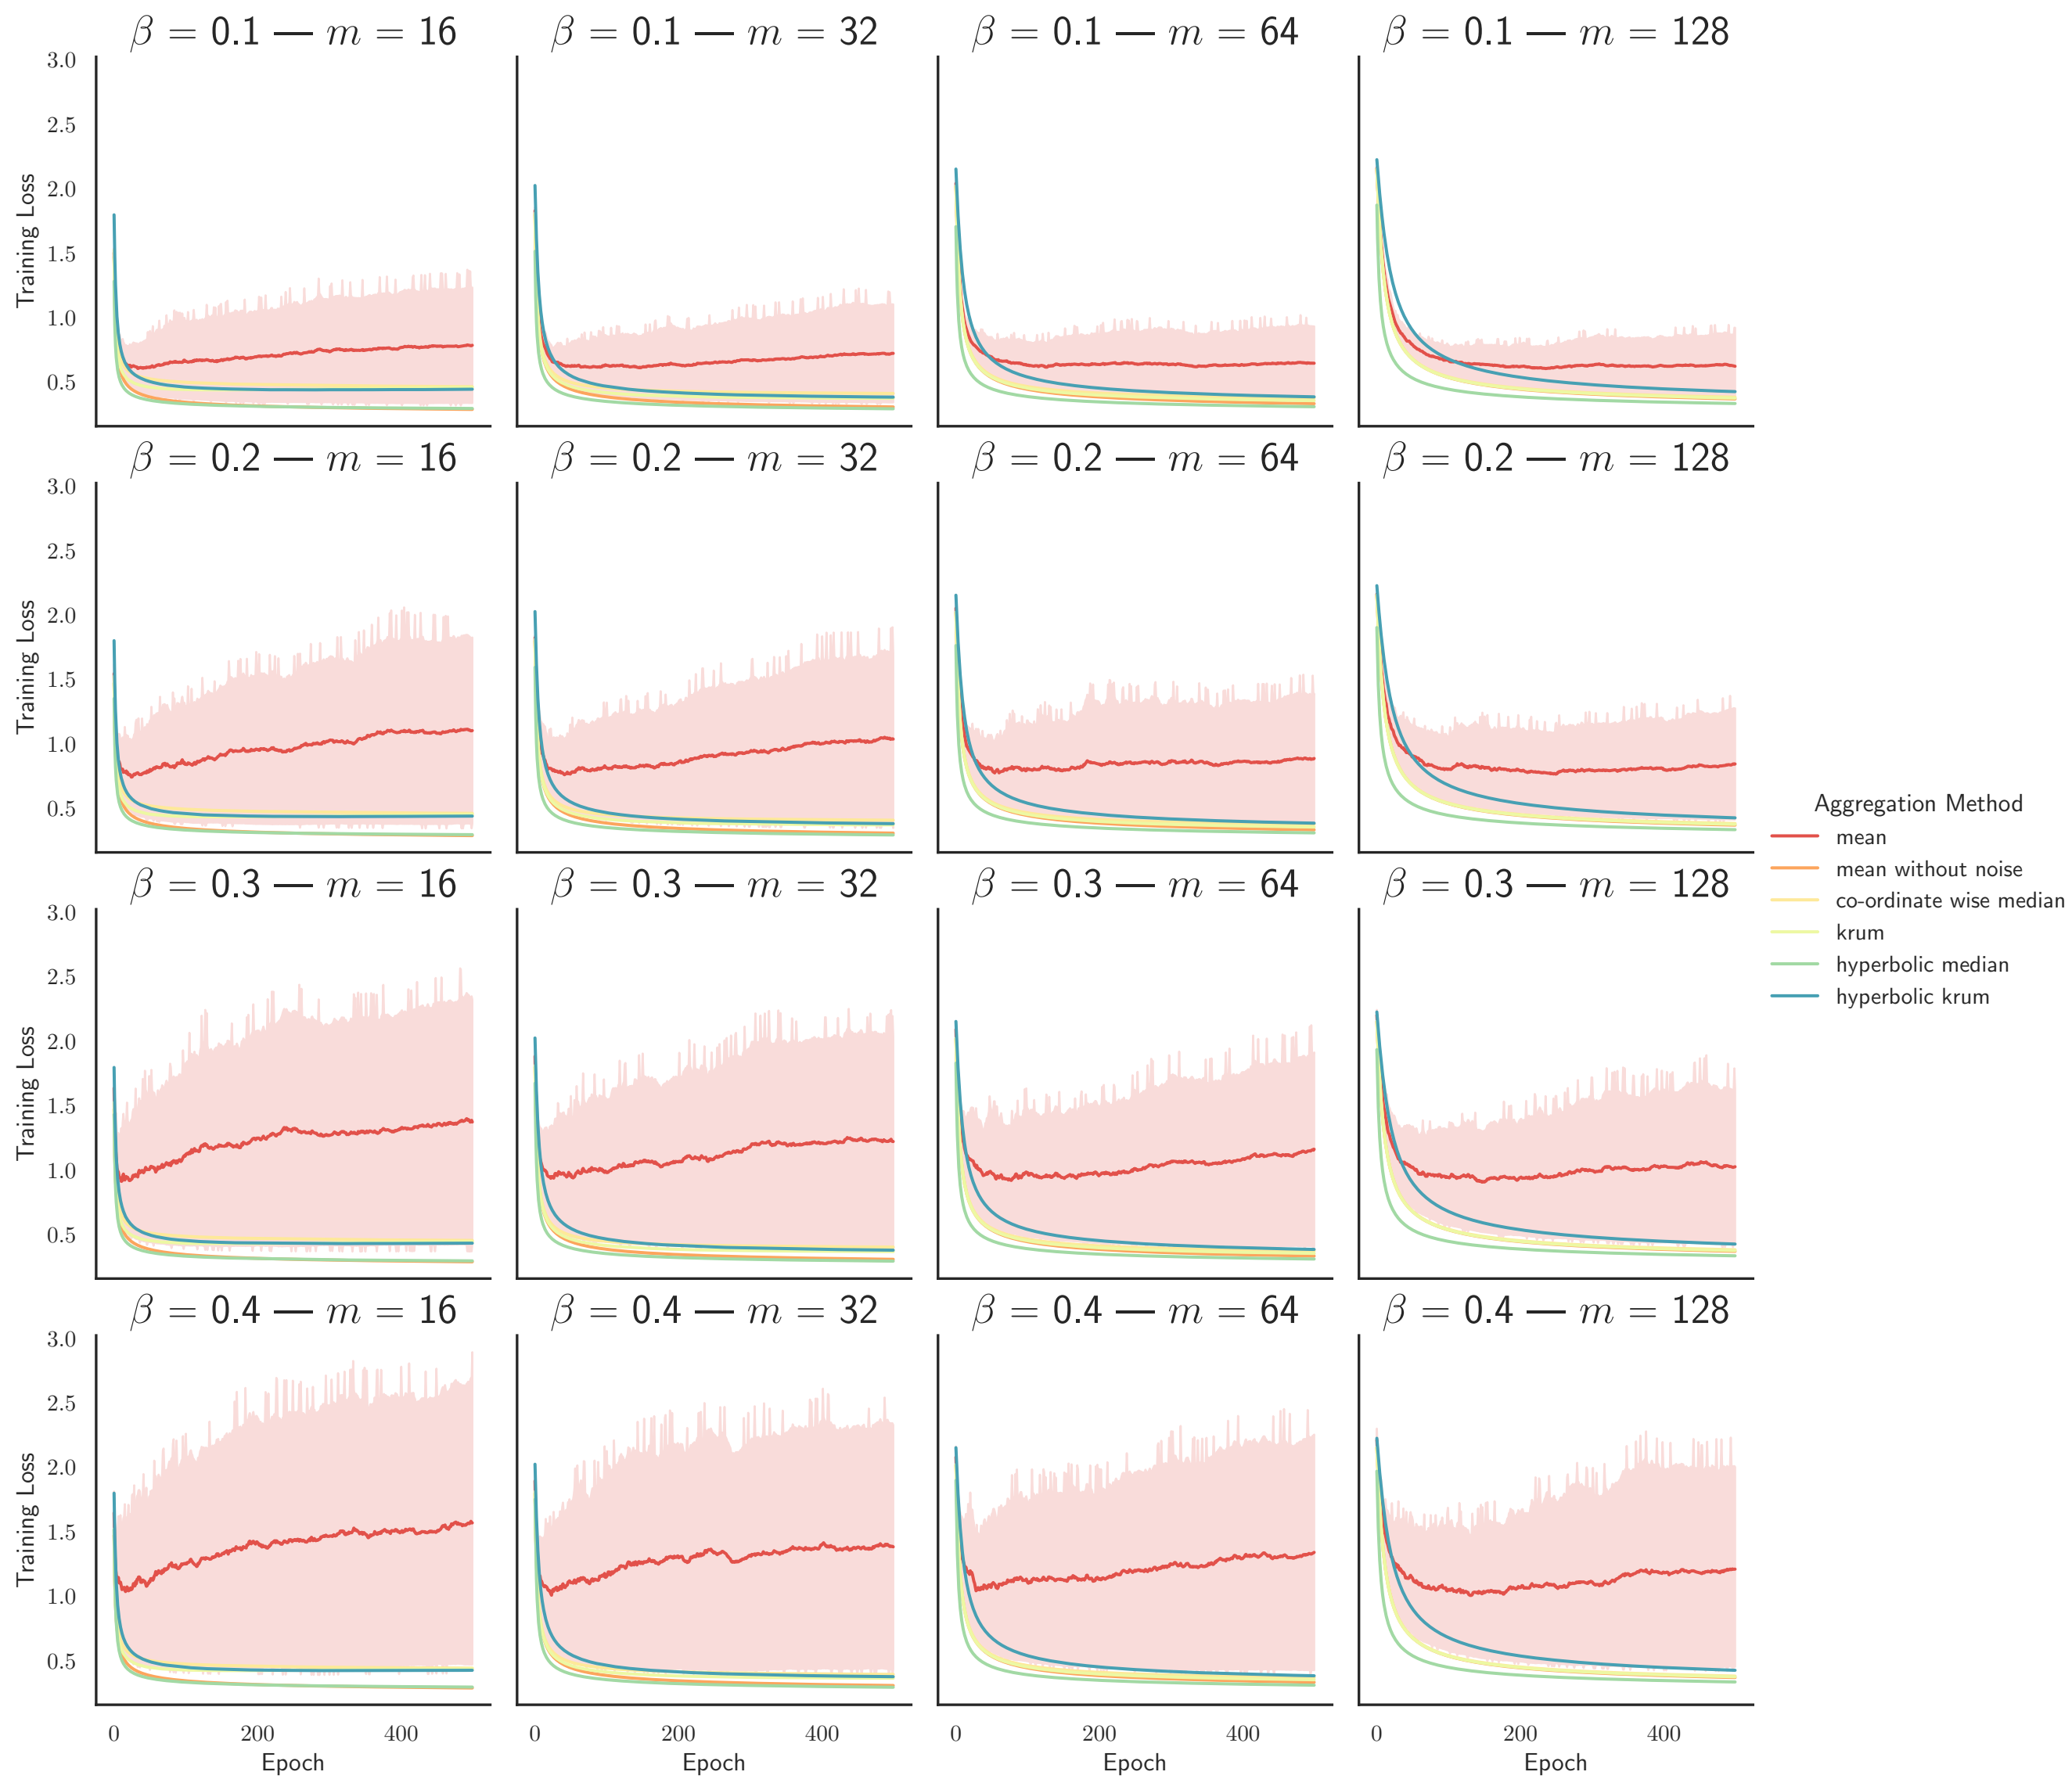 β = 0.1 — m = 16
β = 0.1 — m = 32
β = 0.1 — m = 64
β = 0.1 — m = 128
3.0
2.5
2.0
1.5
1.0
0.5
Training Loss
β = 0.2 — m = 16
β = 0.2 — m = 32
β = 0.2 — m = 64
β = 0.2 — m = 128
3.0
2.5
2.0
1.5
1.0
0.5
Training Loss
β = 0.3 — m = 16
β = 0.3 — m = 32
β = 0.3 — m = 64
β = 0.3 — m = 128
3.0
2.5
2.0
1.5
1.0
0.5
Training Loss
β = 0.4 — m = 16
β = 0.4 — m = 32
β = 0.4 — m = 64
β = 0.4 — m = 128
3.0
2.5
2.0
1.5
1.0
0.5
Training Loss
0 200 400
Epoch
0 200 400
Epoch
0 200 400
Epoch
0 200 400
Epoch
Aggregation Method
mean
mean without noise
co-ordinate wise median
krum
hyperbolic median
hyperbolic krum